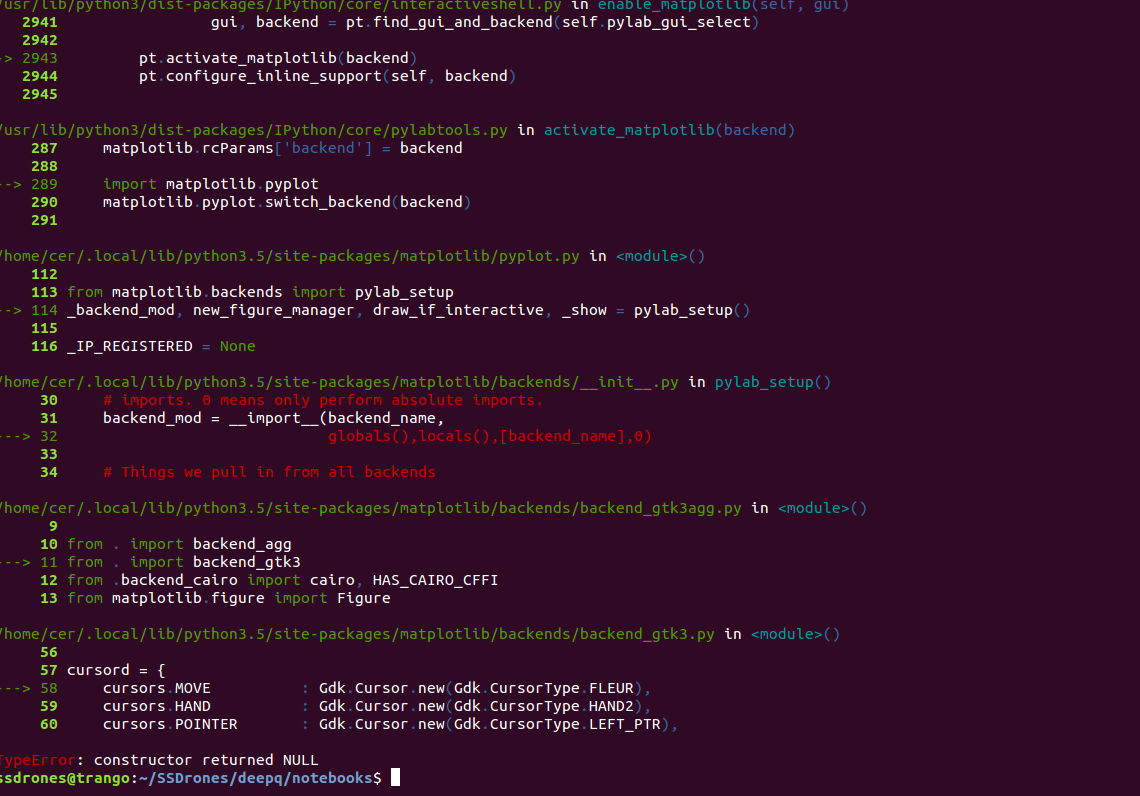 /usr/lib/python3/dist-packages/IPython/core/interactiveshell.py in enable_matplotlib(self, gui)
2941 gui, backend = pt.find_gui_and_backend(self.pylab_gui_select)
2942
-> 2943 pt.activate_matplotlib(backend)
2944 pt.configure_inline_support(self, backend)
2945
/usr/lib/python3/dist-packages/IPython/core/pylabtools.py in activate_matplotlib(backend)
287 matplotlib.rcParams['backend'] = backend
288
--> 289 import matplotlib.pyplot
290 matplotlib.pyplot.switch_backend(backend)
291
/home/cer/.local/lib/python3.5/site-packages/matplotlib/pyplot.py in <module>()
112
113 from matplotlib.backends import pylab_setup
--> 114 _backend_mod, new_figure_manager, draw_if_interactive, _show = pylab_setup()
115
116 _IP_REGISTERED = None
/home/cer/.local/lib/python3.5/site-packages/matplotlib/backends/__init__.py in pylab_setup()
30 # imports. 0 means only perform absolute imports.
31 backend_mod = __import__(backend_name,
---> 32 globals(),locals(),[backend_name],0)
33
34 # Things we pull in from all backends
/home/cer/.local/lib/python3.5/site-packages/matplotlib/backends/backend_gtk3agg.py in <module>()
9
10 from . import backend_agg
---> 11 from . import backend_gtk3
12 from .backend_cairo import cairo, HAS_CAIRO_CFFI
13 from matplotlib.figure import Figure
/home/cer/.local/lib/python3.5/site-packages/matplotlib/backends/backend_gtk3.py in <module>()
56
57 cursord = {
---> 58 cursors.MOVE : Gdk.Cursor.new(Gdk.CursorType.FLEUR),
59 cursors.HAND : Gdk.Cursor.new(Gdk.CursorType.HAND2),
60 cursors.POINTER : Gdk.Cursor.new(Gdk.CursorType.LEFT_PTR),
TypeError: constructor returned NULL
ssdrones@trango:~/SSDrones/deepq/notebooks$